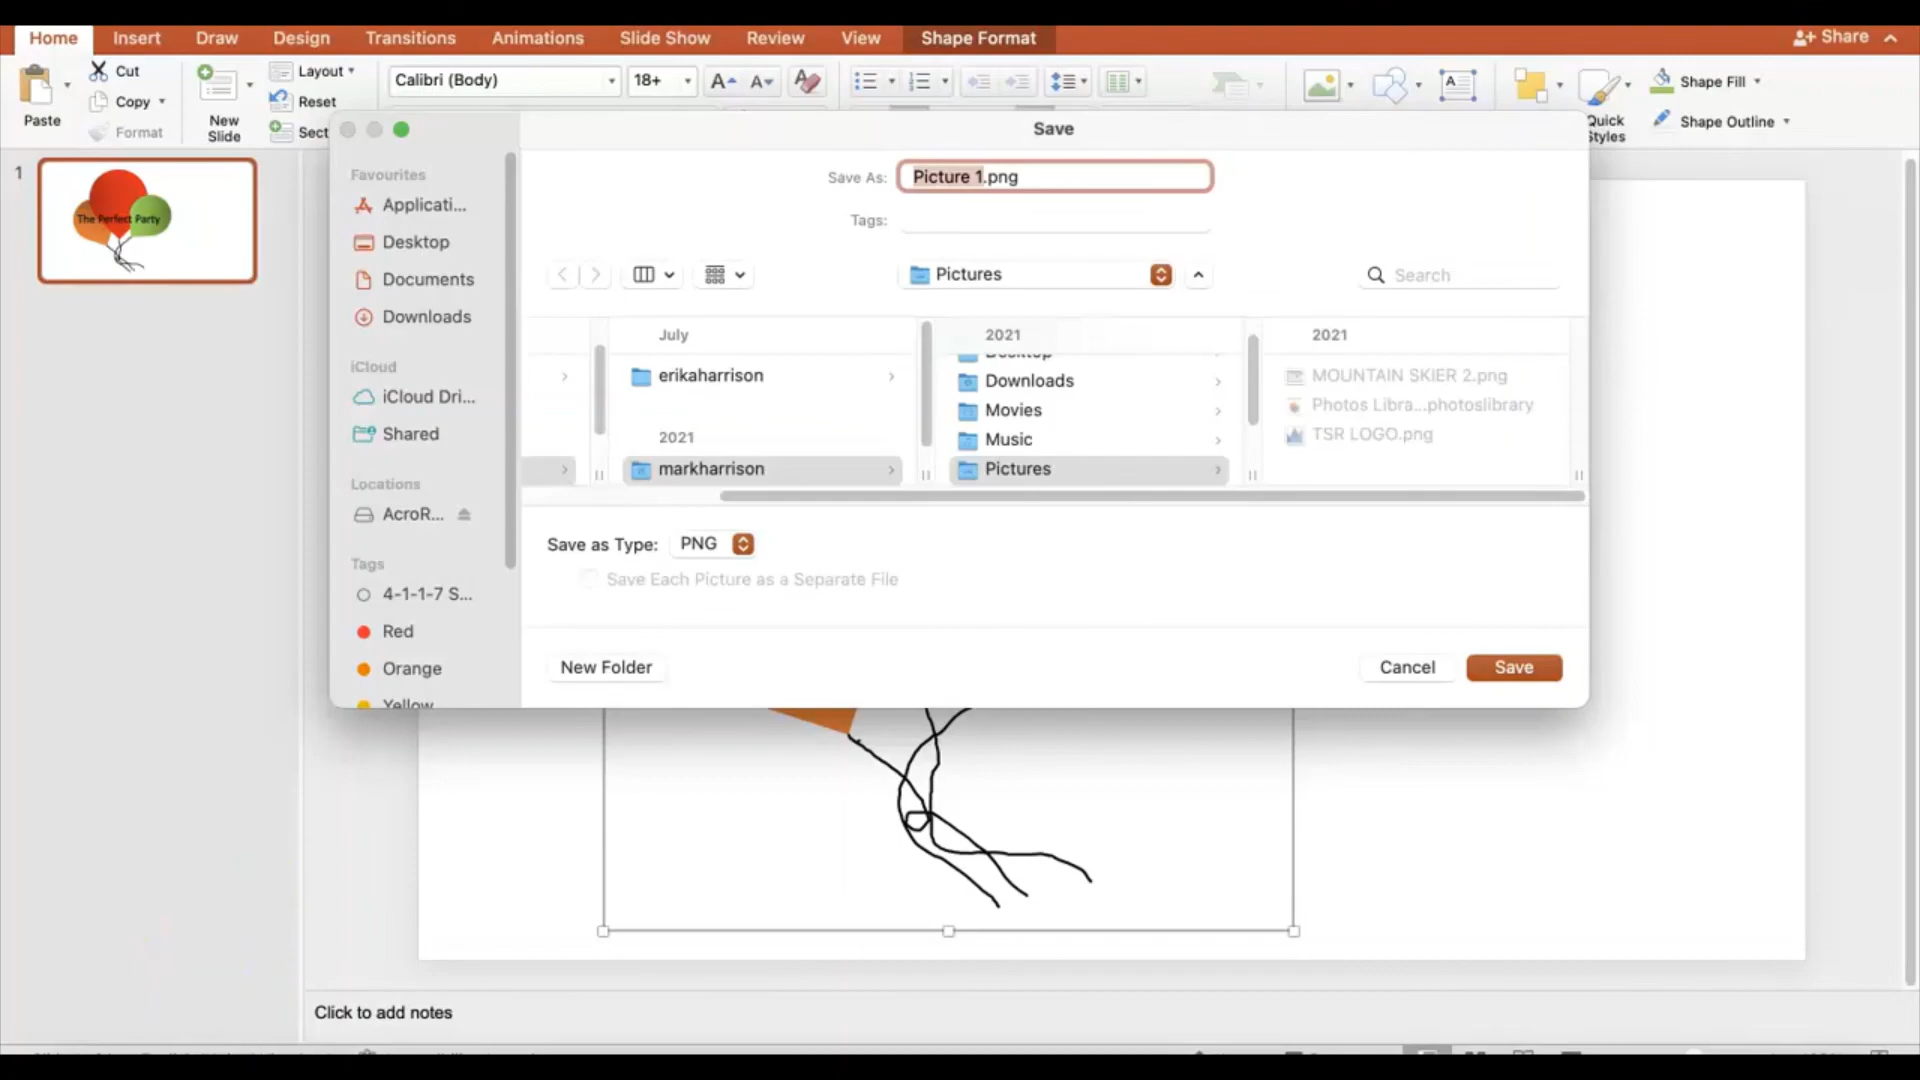 Home Insert Draw Design Transitions Animations Slide Show Review View Shape Format Share
Cut Layout Calibri (Body) 18+ A A A Shape Fill
Copy Reset
Paste New Slide Quick Styles Shape Outline
Format Sect
Save
1
The Perfect Party
Favourites
Applicati...
Desktop
Documents
Downloads
iCloud
iCloud Dri...
Shared
Locations
AcroR...
Tags
4-1-1-7 S...
Red
Orange
Yellow
Save As: Picture 1.png
Tags:
Pictures
Search
July
erikaharrison
2021
markharrison
2021
Desktop
Downloads
Movies
Music
Pictures
2021
MOUNTAIN SKIER 2.png
Photos Libra...photoslibrary
TSR LOGO.png
Save as Type: PNG
Save Each Picture as a Separate File
New Folder Cancel Save
Click to add notes